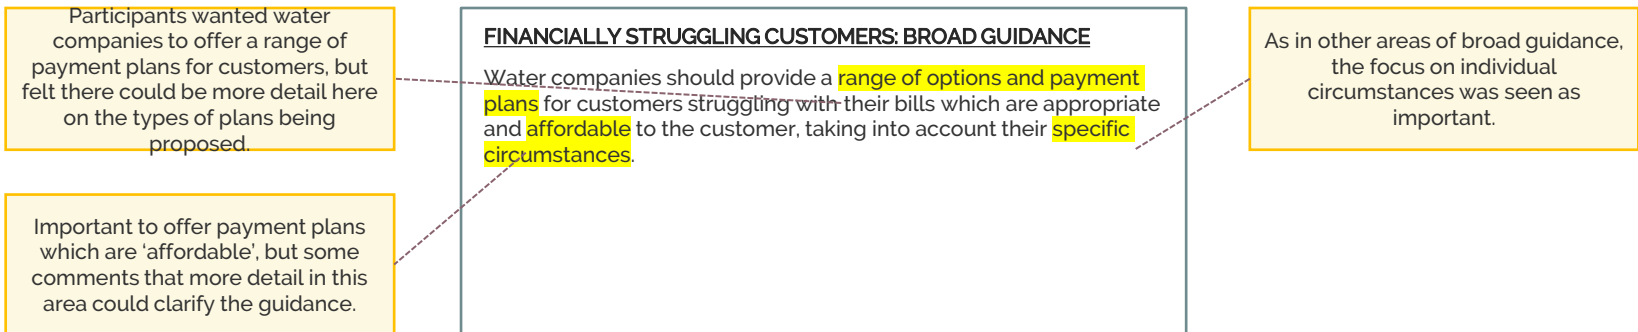 Participants wanted water
companies to offer a range of
payment plans for customers, but
felt there could be more detail here
on the types of plans being
proposed.
Important to offer payment plans
which are ‘affordable’, but some
comments that more detail in this
area could clarify the guidance.
FINANCIALLY STRUGGLING CUSTOMERS: BROAD GUIDANCE
Water companies should provide a range of options and payment
plans for customers struggling with their bills which are appropriate
and affordable to the customer, taking into account their specific
circumstances.
As in other areas of broad guidance,
the focus on individual
circumstances was seen as
important.